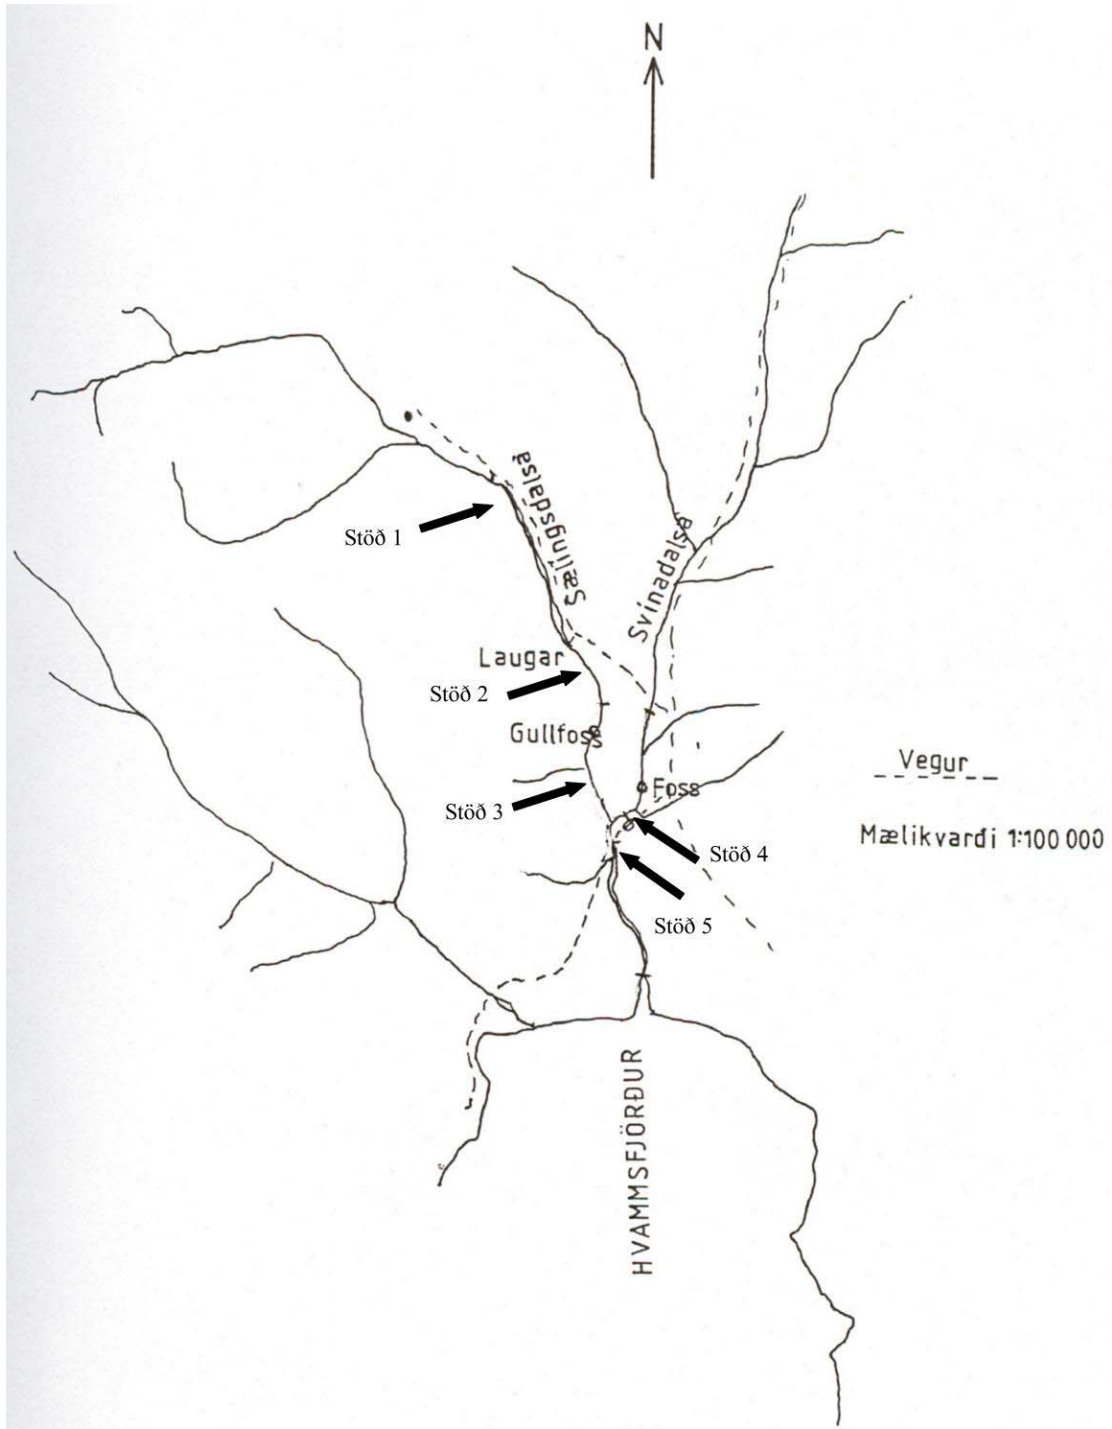 N
Sælingsdalsá
Svínadalsá
Stöð 1
Laugar
Stöð 2
Gullfoss
Vegur
Foss
Stöð 3
Mælikvarði 1:100 000
Stöð 4
Stöð 5
HVAMMSFJÖRÐUR